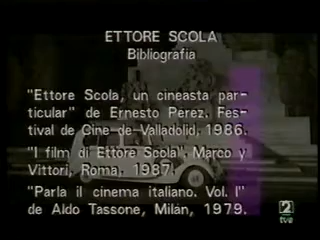 ETTORE SCOLA
Bibliografía
"Ettore Scola, un cineasta par-
ticular" de Ernesto Perez. Fes-
tival de Cine de Valladolid, 1986.
"I film di Ettore Scola", Marco y
Vittori, Roma. 1987.
"Parla il cinema italiano. Vol. I"
de Aldo Tassone, Milán, 1979.
2
tve